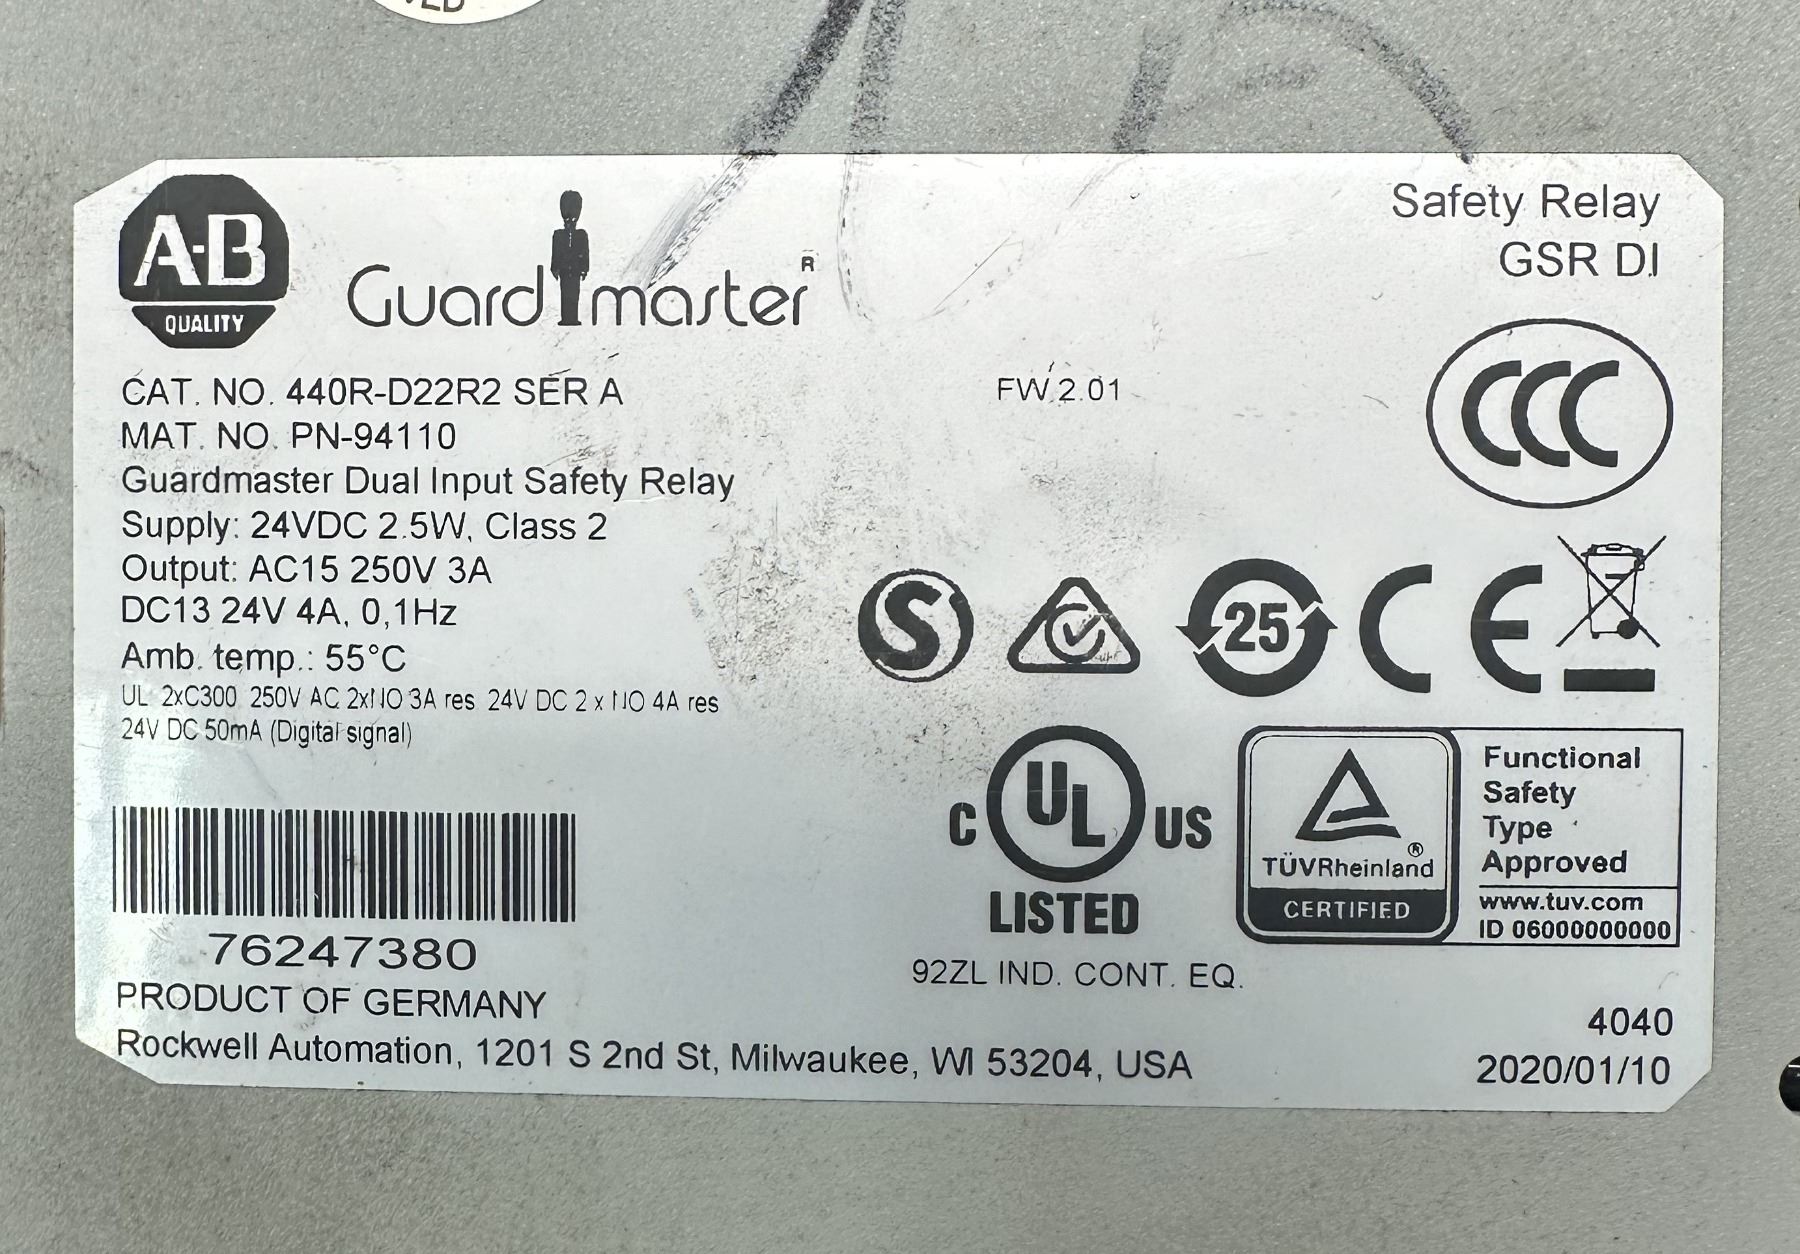 A-B
QUALITY
Guardmaster®
Safety Relay
GSR DI
CAT. NO. 440R-D22R2 SER A
FW 2.01
MAT. NO. PN-94110
Guardmaster Dual Input Safety Relay
Supply: 24VDC 2.5W, Class 2
Output: AC15 250V 3A
DC13 24V 4A, 0,1Hz
Amb. temp.: 55°C
UL 2xC300 250V AC 2xNO 3A res 24V DC 2 x NO 4A res
24V DC 50mA (Digital signal)
CCC
S
25
CE
C UL US
LISTED
92ZL IND. CONT. EQ.
TÜVRheinland®
CERTIFIED
Functional
Safety
Type
Approved
www.tuv.com
ID 06000000000
76247380
PRODUCT OF GERMANY
Rockwell Automation, 1201 S 2nd St, Milwaukee, WI 53204, USA
4040
2020/01/10